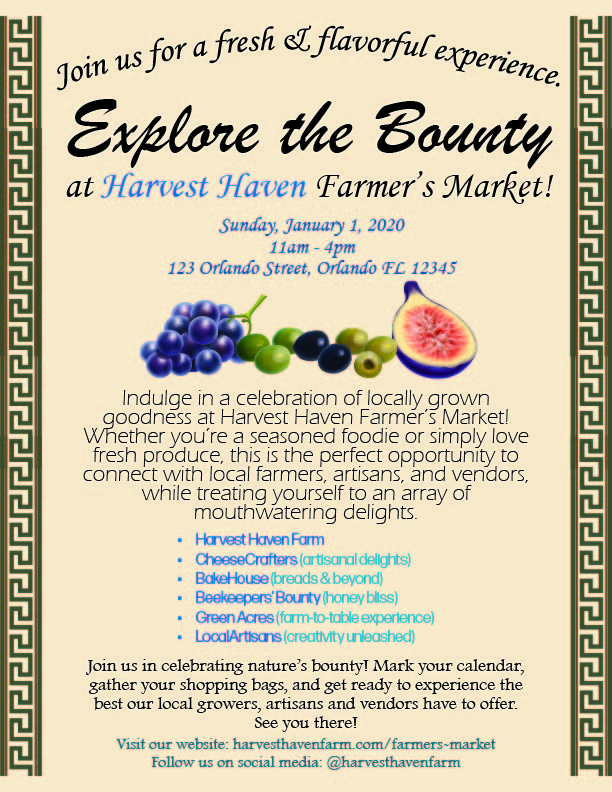 Join us for a fresh & flavorful experience.
Explore the Bounty
at Harvest Haven Farmer's Market!
Sunday, January 1, 2020
11am - 4pm
123 Orlando Street, Orlando FL 12345
Indulge in a celebration of locally grown
goodness at Harvest Haven Farmer's Market!
Whether you're a seasoned foodie or simply love
fresh produce, this is the perfect opportunity to
connect with local farmers, artisans, and vendors,
while treating yourself to an array of
mouthwatering delights.
• Harvest Haven Farm
• CheeseCrafters (artisanal delights)
• BakeHouse (breads & beyond)
• Beekeepers' Bounty (honey bliss)
• Green Acres (farm-to-table experience)
• LocalArtisans (creativity unleashed)
Join us in celebrating nature's bounty! Mark your calendar,
gather your shopping bags, and get ready to experience the
best our local growers, artisans and vendors have to offer.
See you there!
Visit our website: harvesthavenfarm.com/farmers-market
Follow us on social media: @harvesthavenfarm